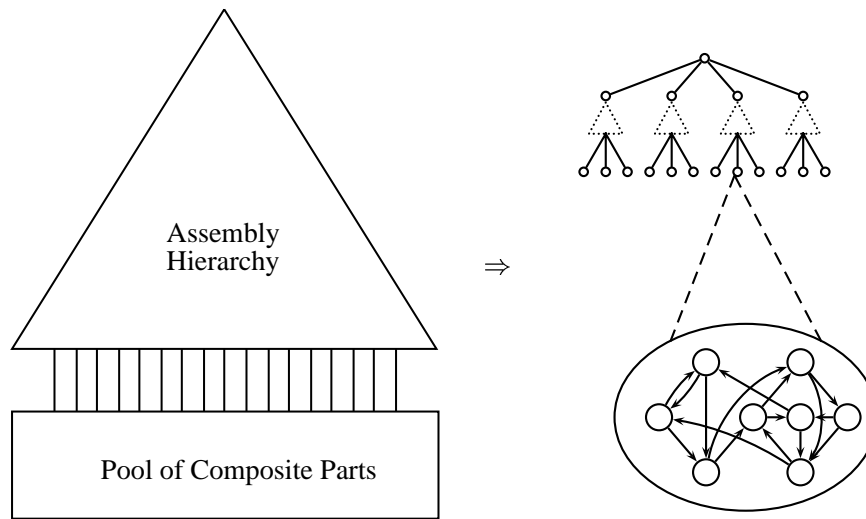 Assembly
Hierarchy
⇒
Pool of Composite Parts